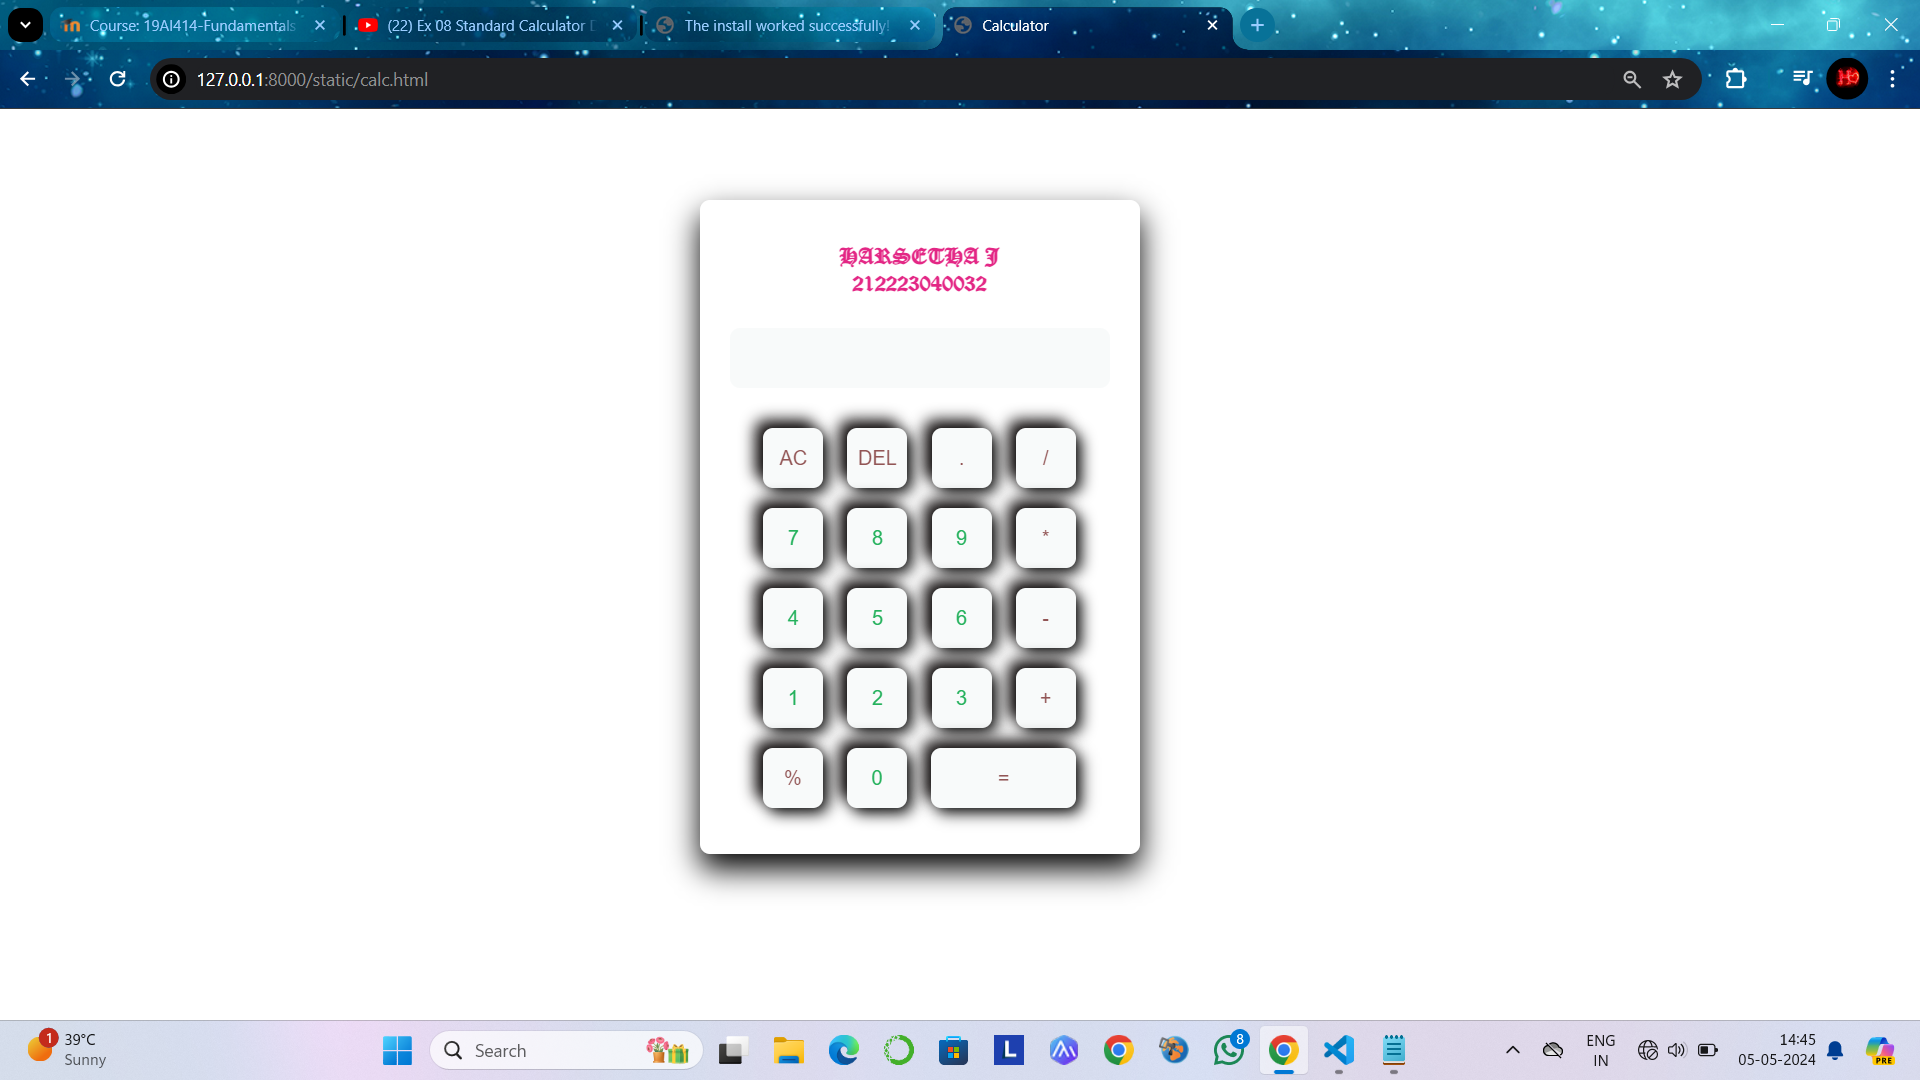 Course: 19AI414-Fundamentals
(22) Ex 08 Standard Calculator D
The install worked successfully!
Calculator
127.0.0.1:8000/static/calc.html
HARSETHA J
212223040032
AC DEL . /
7 8 9 *
4 5 6 -
1 2 3 +
% 0 =
1
39°C
Sunny
Search
L
8
PRE
ENG
IN
14:45
05-05-2024